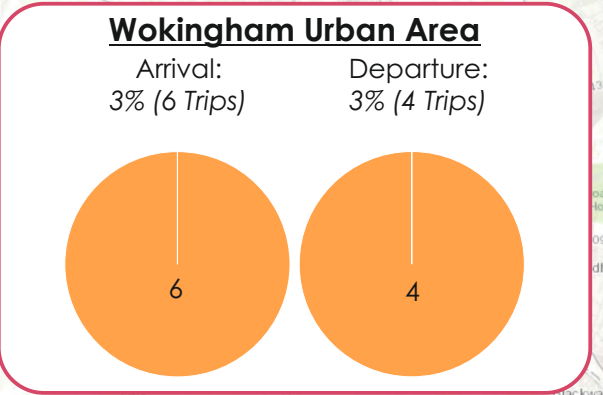 Wokingham Urban Area
Arrival:
3% (6 Trips)
Departure:
3% (4 Trips)
6
4